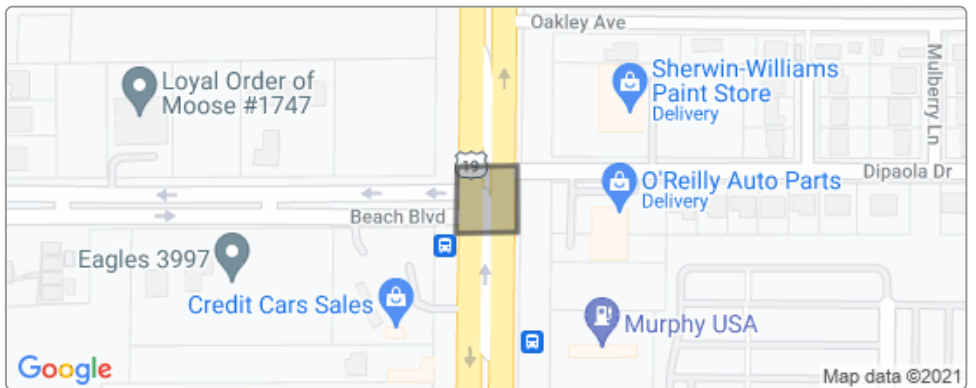 Oakley Ave
Loyal Order of
Moose #1747
Sherwin-Williams
Paint Store
Delivery
Mulberry Ln
19
Dipaola Dr
O'Reilly Auto Parts
Delivery
Beach Blvd
Eagles 3997
Credit Cars Sales
Murphy USA
Google
Map data ©2021